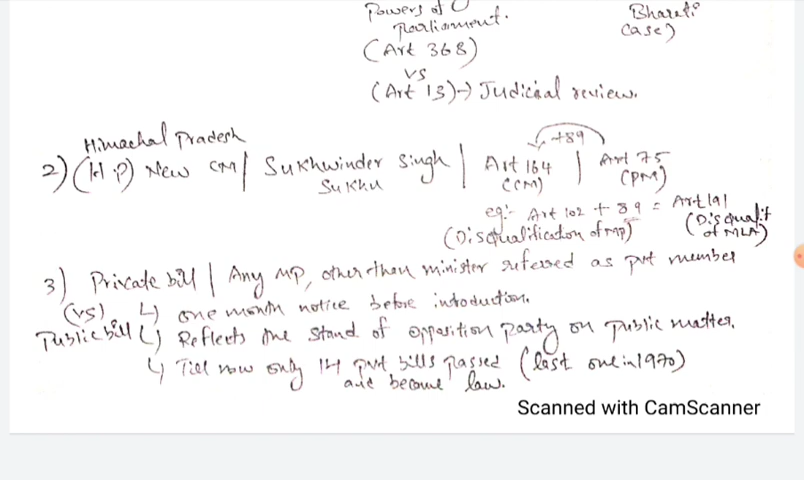 Powers of
Parliament.
(Art 368)
vs
(Art 13) → Judicial review.
Bharati
case)
Himachal Pradesh
2) (H.P) New CM | Sukhwinder Singh | Art 164 | Art 75
Sukhu (CM) (PM)
+89
eg:- Art 102 + 89 = Art 191
(Disqualification of MP) (Disqualif
of MLA)
3) Private bill | Any MP, other than minister referred as pvt member
(vs) ↳ one month notice before introduction.
Public bill ↳ Reflects the stand of opposition party on public matter.
↳ Till now only 14 pvt bills passed (last one in 1970)
and become law.
Scanned with CamScanner